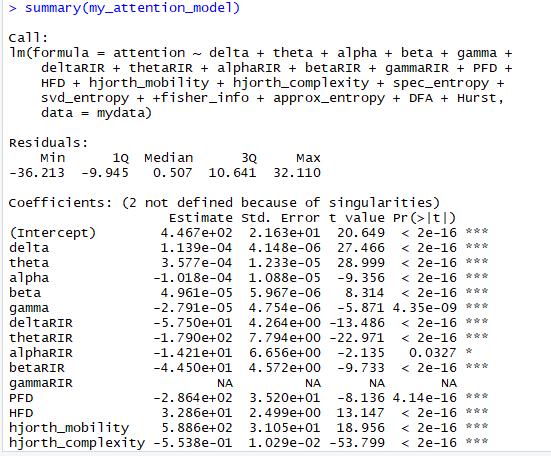 > summary(my_attention_model)
Call:
lm(formula = attention ~ delta + theta + alpha + beta + gamma +
    deltaRIR + thetaRIR + alphaRIR + betaRIR + gammaRIR + PFD +
    HFD + hjorth_mobility + hjorth_complexity + spec_entropy +
    svd_entropy + +fisher_info + approx_entropy + DFA + Hurst,
    data = mydata)
Residuals:
    Min      1Q  Median      3Q     Max
-36.213  -9.945   0.507  10.641  32.110
Coefficients: (2 not defined because of singularities)
                    Estimate Std. Error t value Pr(>|t|)
(Intercept)        4.467e+02  2.163e+01  20.649  < 2e-16 ***
delta              1.139e-04  4.148e-06  27.466  < 2e-16 ***
theta              3.577e-04  1.233e-05  28.999  < 2e-16 ***
alpha             -1.018e-04  1.088e-05  -9.356  < 2e-16 ***
beta               4.961e-05  5.967e-06   8.314  < 2e-16 ***
gamma             -2.791e-05  4.754e-06  -5.871 4.35e-09 ***
deltaRIR          -5.750e+01  4.264e+00 -13.486  < 2e-16 ***
thetaRIR          -1.790e+02  7.794e+00 -22.971  < 2e-16 ***
alphaRIR          -1.421e+01  6.656e+00  -2.135   0.0327 *
betaRIR           -4.450e+01  4.572e+00  -9.733  < 2e-16 ***
gammaRIR                  NA         NA      NA       NA
PFD               -2.864e+02  3.520e+01  -8.136 4.14e-16 ***
HFD                3.286e+01  2.499e+00  13.147  < 2e-16 ***
hjorth_mobility    5.886e+02  3.105e+01  18.956  < 2e-16 ***
hjorth_complexity -5.538e-01  1.029e-02 -53.799  < 2e-16 ***